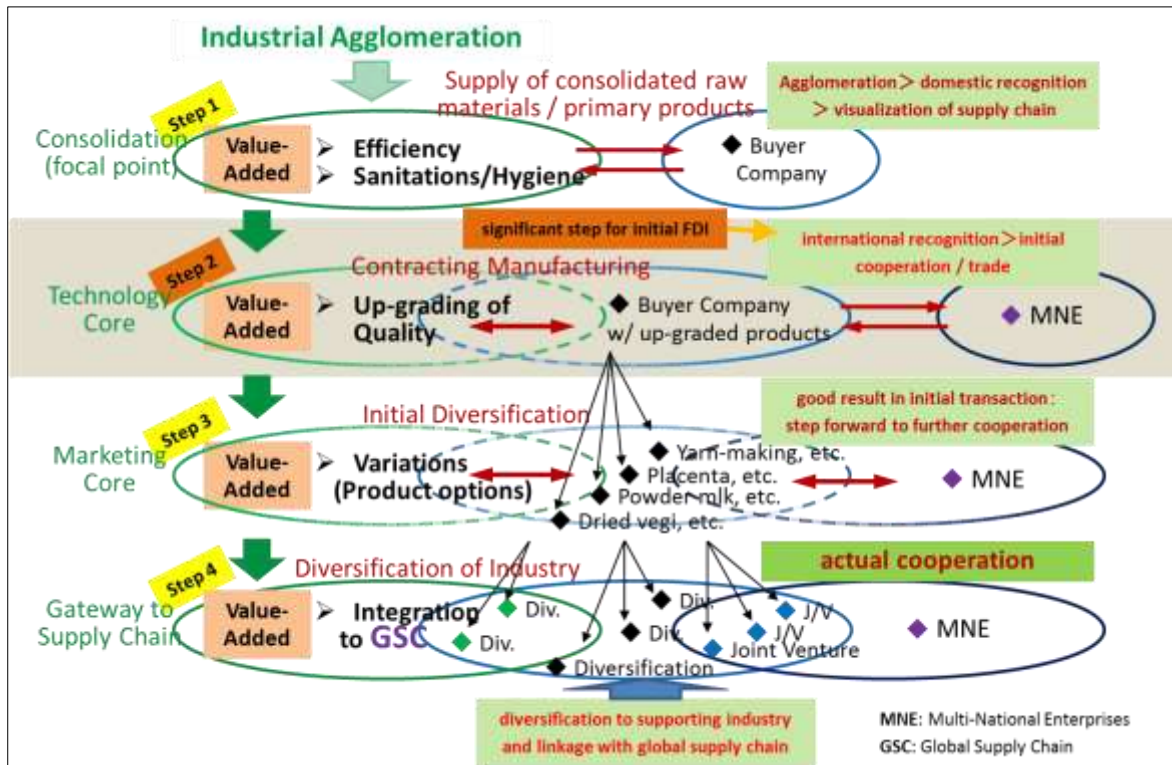 Industrial Agglomeration
Supply of consolidated raw
materials / primary products
Agglomeration＞domestic recognition
＞visualization of supply chain
Step 1
Consolidation
(focal point)
Value-
Added
➢ Efficiency
➢ Sanitations/Hygiene
Buyer
Company
significant step for initial FDI
international recognition＞initial
cooperation / trade
Step 2
Contracting Manufacturing
Technology
Core
Value-
Added
➢ Up-grading of
Quality
Buyer Company
w/ up-graded products
MNE
good result in initial transaction：
step forward to further cooperation
Step 3
Initial Diversification
Marketing
Core
Value-
Added
➢ Variations
(Product options)
Yarn-making, etc.
Placenta, etc.
Powder mlk, etc.
Dried vegi, etc.
MNE
actual cooperation
Step 4
Diversification of Industry
Gateway to
Supply Chain
Value-
Added
➢ Integration
to GSC
Div.
Div.
Div.
Div.
Diversification
J/V
J/V
Joint Venture
MNE
diversification to supporting industry
and linkage with global supply chain
MNE: Multi-National Enterprises
GSC: Global Supply Chain